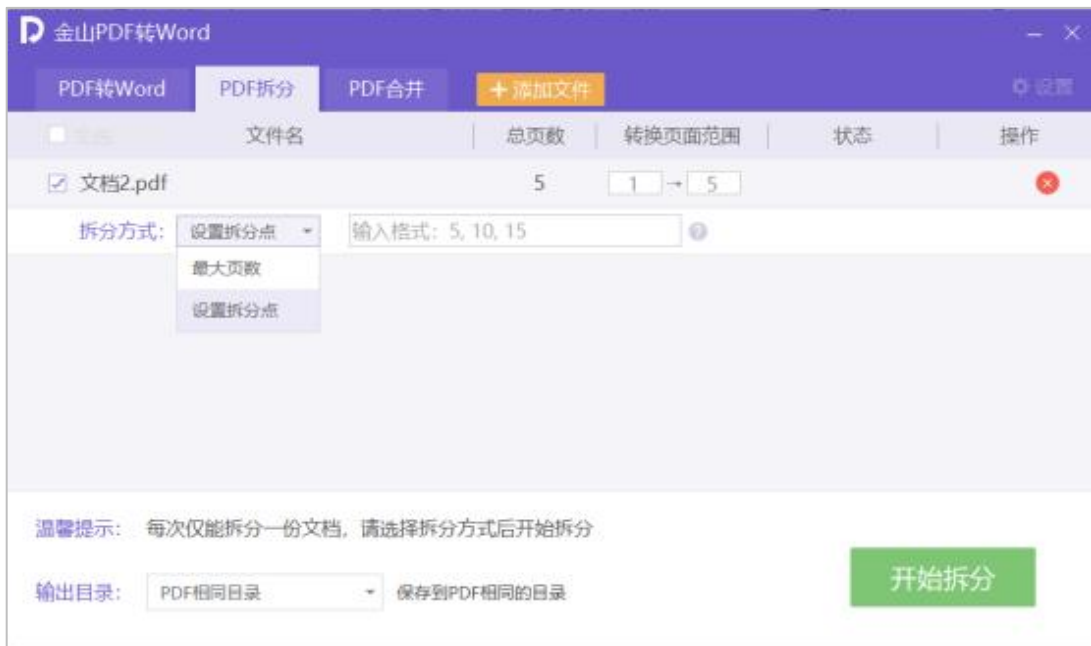 金山PDF转Word
PDF转Word PDF拆分 PDF合并 +添加文件 设置
文件名 总页数 转换页面范围 状态 操作
文档2.pdf 5 1 → 5
拆分方式: 设置拆分点 输入格式: 5, 10, 15
最大页数
设置拆分点
温馨提示: 每次仅能拆分一份文档, 请选择拆分方式后开始拆分
开始拆分
输出目录: PDF相同目录 保存到PDF相同的目录